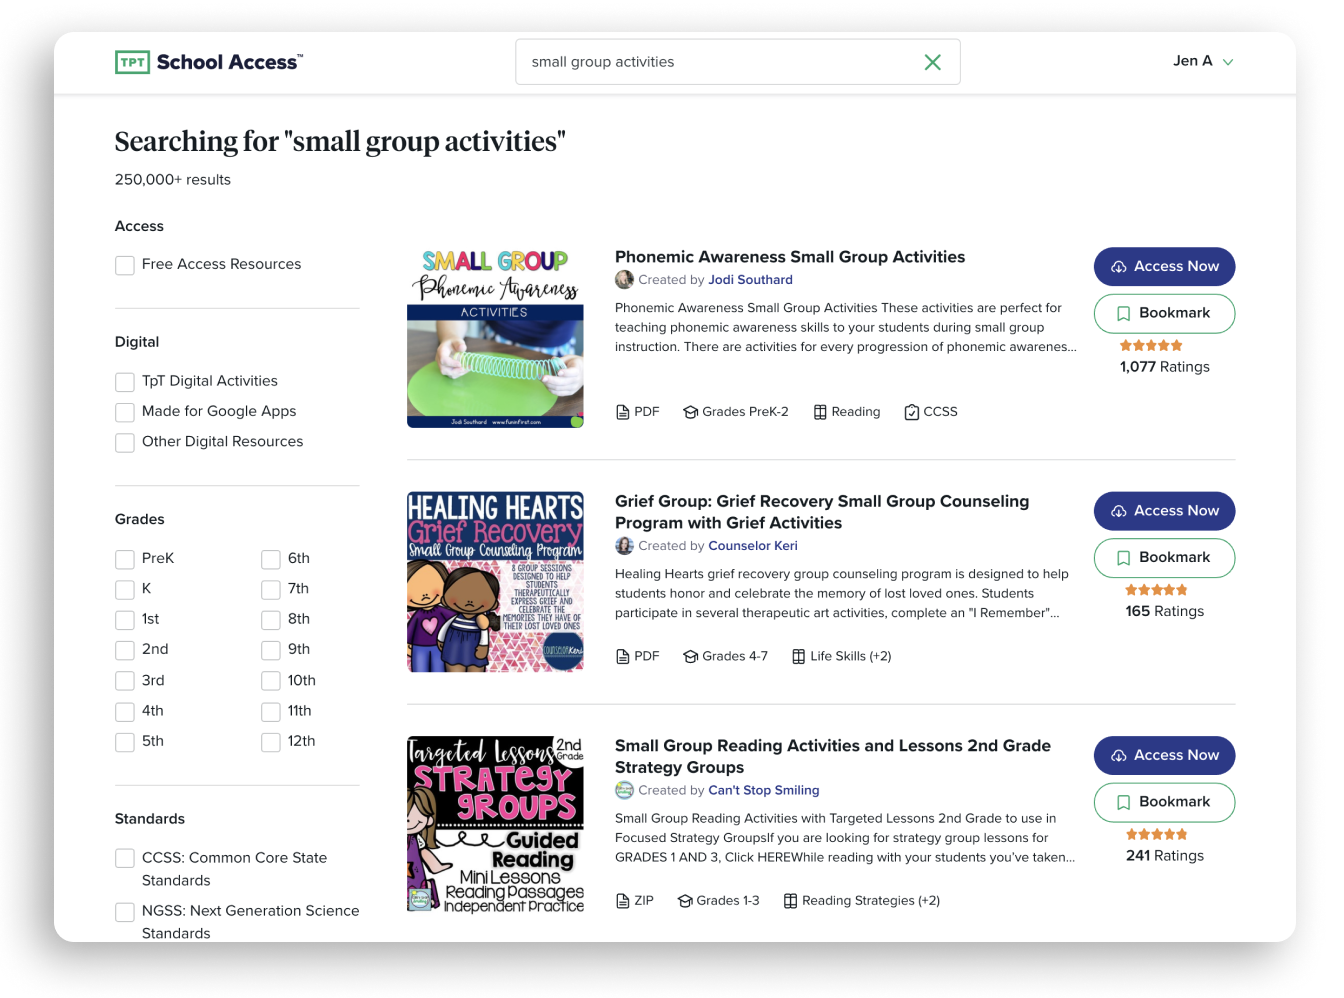 TPT School Access™
small group activities
Jen A
Searching for "small group activities"
250,000+ results
Access
Free Access Resources
Digital
TpT Digital Activities
Made for Google Apps
Other Digital Resources
Grades
PreK
6th
K
7th
1st
8th
2nd
9th
3rd
10th
4th
11th
5th
12th
Standards
CCSS: Common Core State
Standards
NGSS: Next Generation Science
Standards
SMALL GROUP
Phonemic Awareness
ACTIVITIES
Jodi Southard www.funinfirst.com
Phonemic Awareness Small Group Activities
Created by Jodi Southard
Phonemic Awareness Small Group Activities These activities are perfect for
teaching phonemic awareness skills to your students during small group
instruction. There are activities for every progression of phonemic awarenes...
PDF
Grades PreK-2
Reading
CCSS
Access Now
Bookmark
1,077 Ratings
HEALING HEARTS
Grief Recovery
Small Group Counseling Program
8 GROUP SESSIONS
DESIGNED TO HELP
STUDENTS
THERAPEUTICALLY
EXPRESS GRIEF AND
CELEBRATE THE
MEMORIES THEY HAVE OF
THEIR LOST LOVED ONES
COUNSELOR Keri
Grief Group: Grief Recovery Small Group Counseling
Program with Grief Activities
Created by Counselor Keri
Healing Hearts grief recovery group counseling program is designed to help
students honor and celebrate the memory of lost loved ones. Students
participate in several therapeutic art activities, complete an "I Remember"...
PDF
Grades 4-7
Life Skills (+2)
Access Now
Bookmark
165 Ratings
Targeted Lessons
2nd
Grade
STRATEGY
GROUPS
Guided
Reading
Mini Lessons
Reading Passages
Independent Practice
Small Group Reading Activities and Lessons 2nd Grade
Strategy Groups
Created by Can't Stop Smiling
Small Group Reading Activities with Targeted Lessons 2nd Grade to use in
Focused Strategy GroupsIf you are looking for strategy group lessons for
GRADES 1 AND 3, Click HEREWhile reading with your students you've taken...
ZIP
Grades 1-3
Reading Strategies (+2)
Access Now
Bookmark
241 Ratings